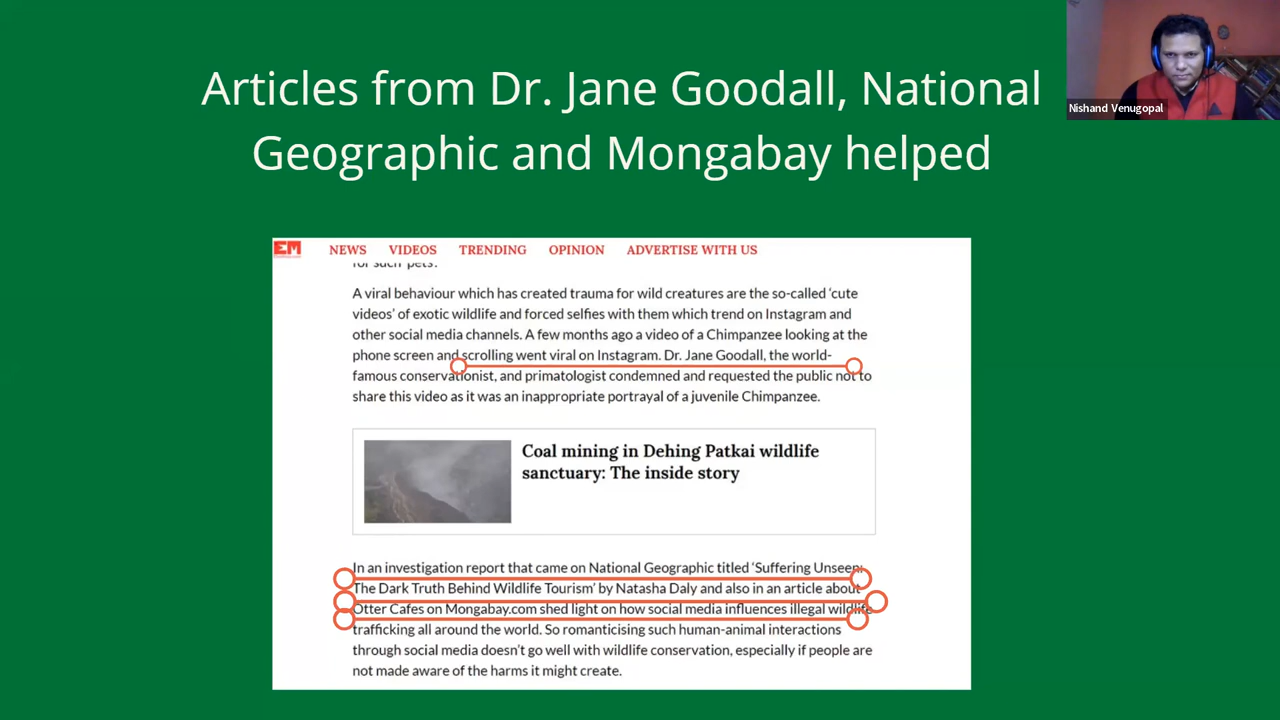 Articles from Dr. Jane Goodall, National
Geographic and Mongabay helped
Nishand Venugopal
EM
NEWS VIDEOS TRENDING OPINION ADVERTISE WITH US
for such 'pets'.
A viral behaviour which has created trauma for wild creatures are the so-called ‘cute
videos’ of exotic wildlife and forced selfies with them which trend on Instagram and
other social media channels. A few months ago a video of a Chimpanzee looking at the
phone screen and scrolling went viral on Instagram. Dr. Jane Goodall, the world-
famous conservationist, and primatologist condemned and requested the public not to
share this video as it was an inappropriate portrayal of a juvenile Chimpanzee.
Coal mining in Dehing Patkai wildlife
sanctuary: The inside story
In an investigation report that came on National Geographic titled ‘Suffering Unseen:
The Dark Truth Behind Wildlife Tourism’ by Natasha Daly and also in an article about
Otter Cafes on Mongabay.com shed light on how social media influences illegal wildlife
trafficking all around the world. So romanticising such human-animal interactions
through social media doesn’t go well with wildlife conservation, especially if people are
not made aware of the harms it might create.